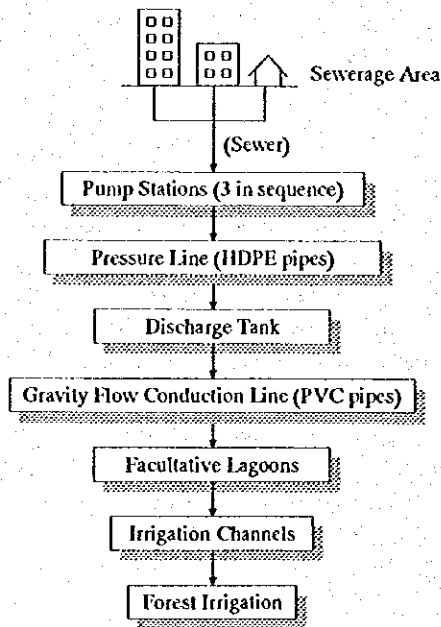 Sewerage Area
(Sewer)
Pump Stations (3 in sequence)
Pressure Line (HDPE pipes)
Discharge Tank
Gravity Flow Conduction Line (PVC pipes)
Facultative Lagoons
Irrigation Channels
Forest Irrigation